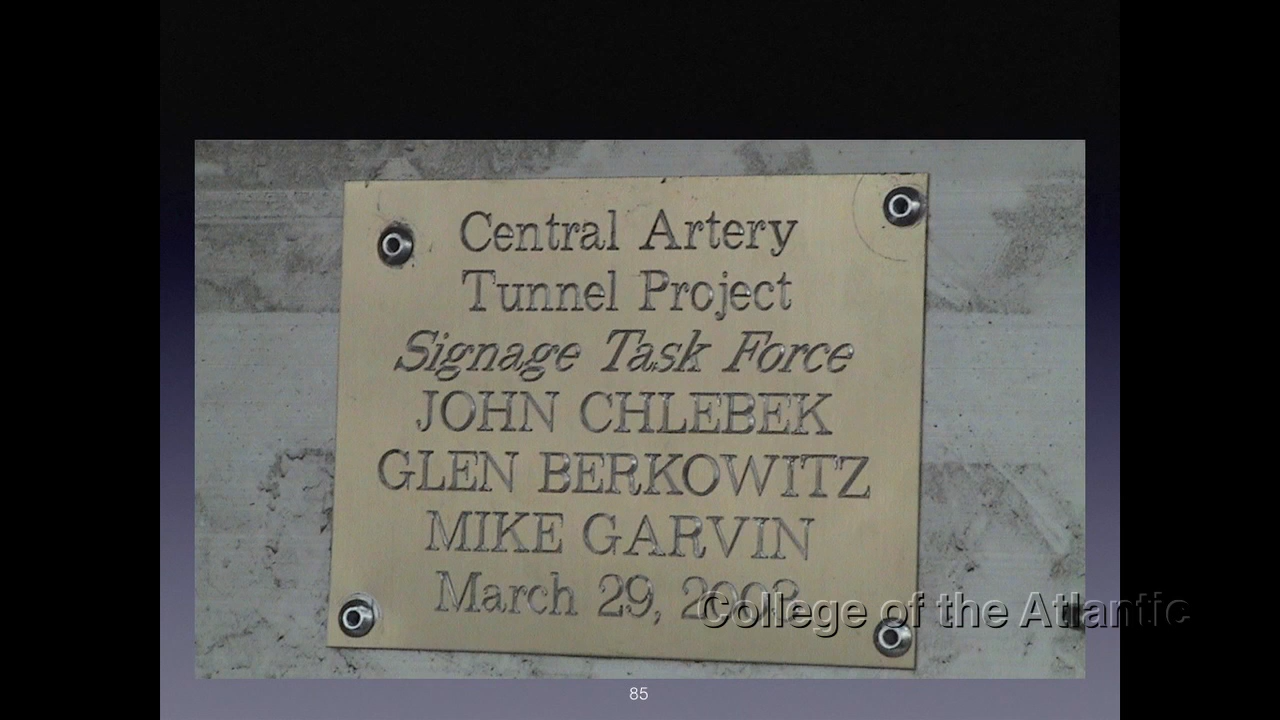 Central Artery
Tunnel Project
Signage Task Force
JOHN CHLEBEK
GLEN BERKOWITZ
MIKE GARVIN
March 29,
College of the Atlantic
85